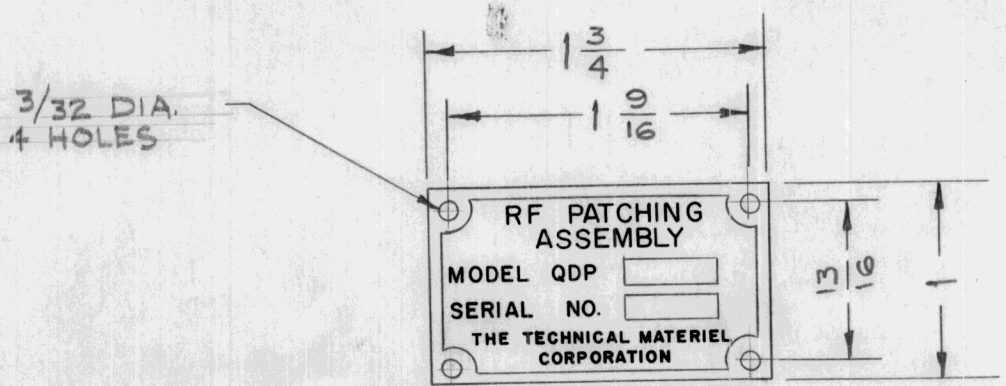 1 3/4
1 9/16
3/32 DIA.
4 HOLES
RF PATCHING
ASSEMBLY
MODEL QDP
SERIAL NO.
THE TECHNICAL MATERIEL
CORPORATION
13/16
1